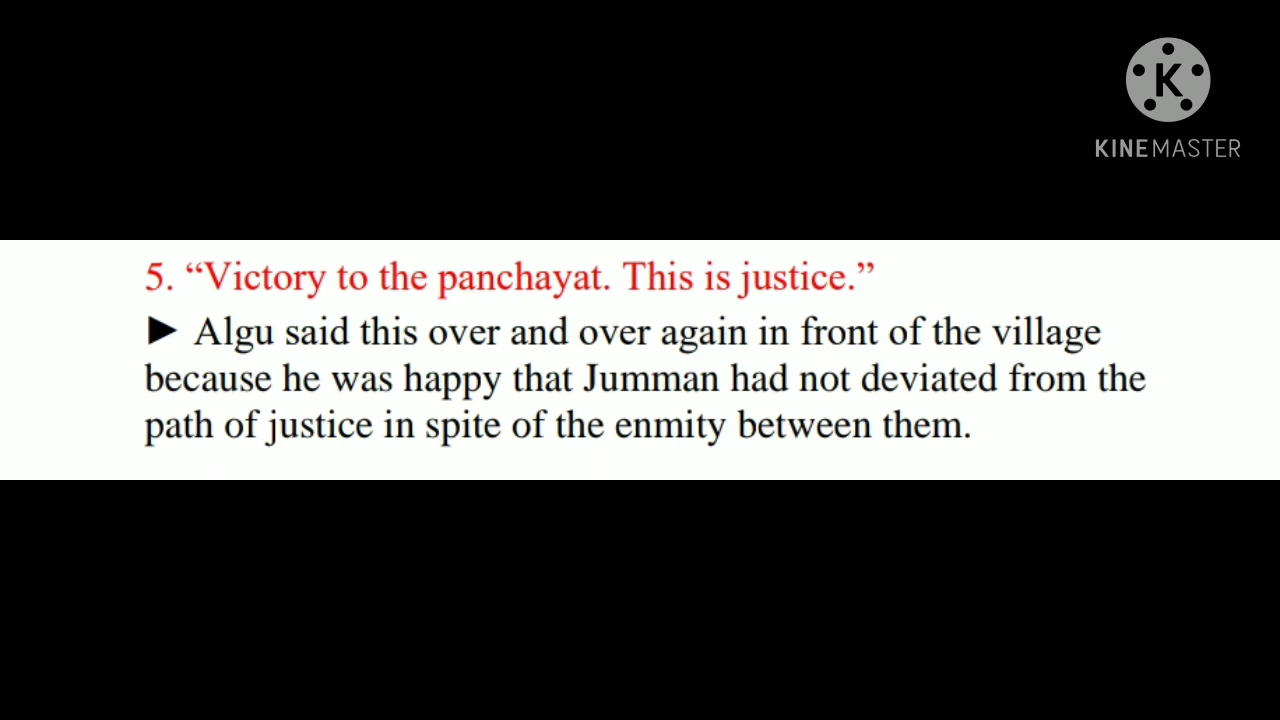 K
KINEMASTER
5. “Victory to the panchayat. This is justice.”
► Algu said this over and over again in front of the village
because he was happy that Jumman had not deviated from the
path of justice in spite of the enmity between them.